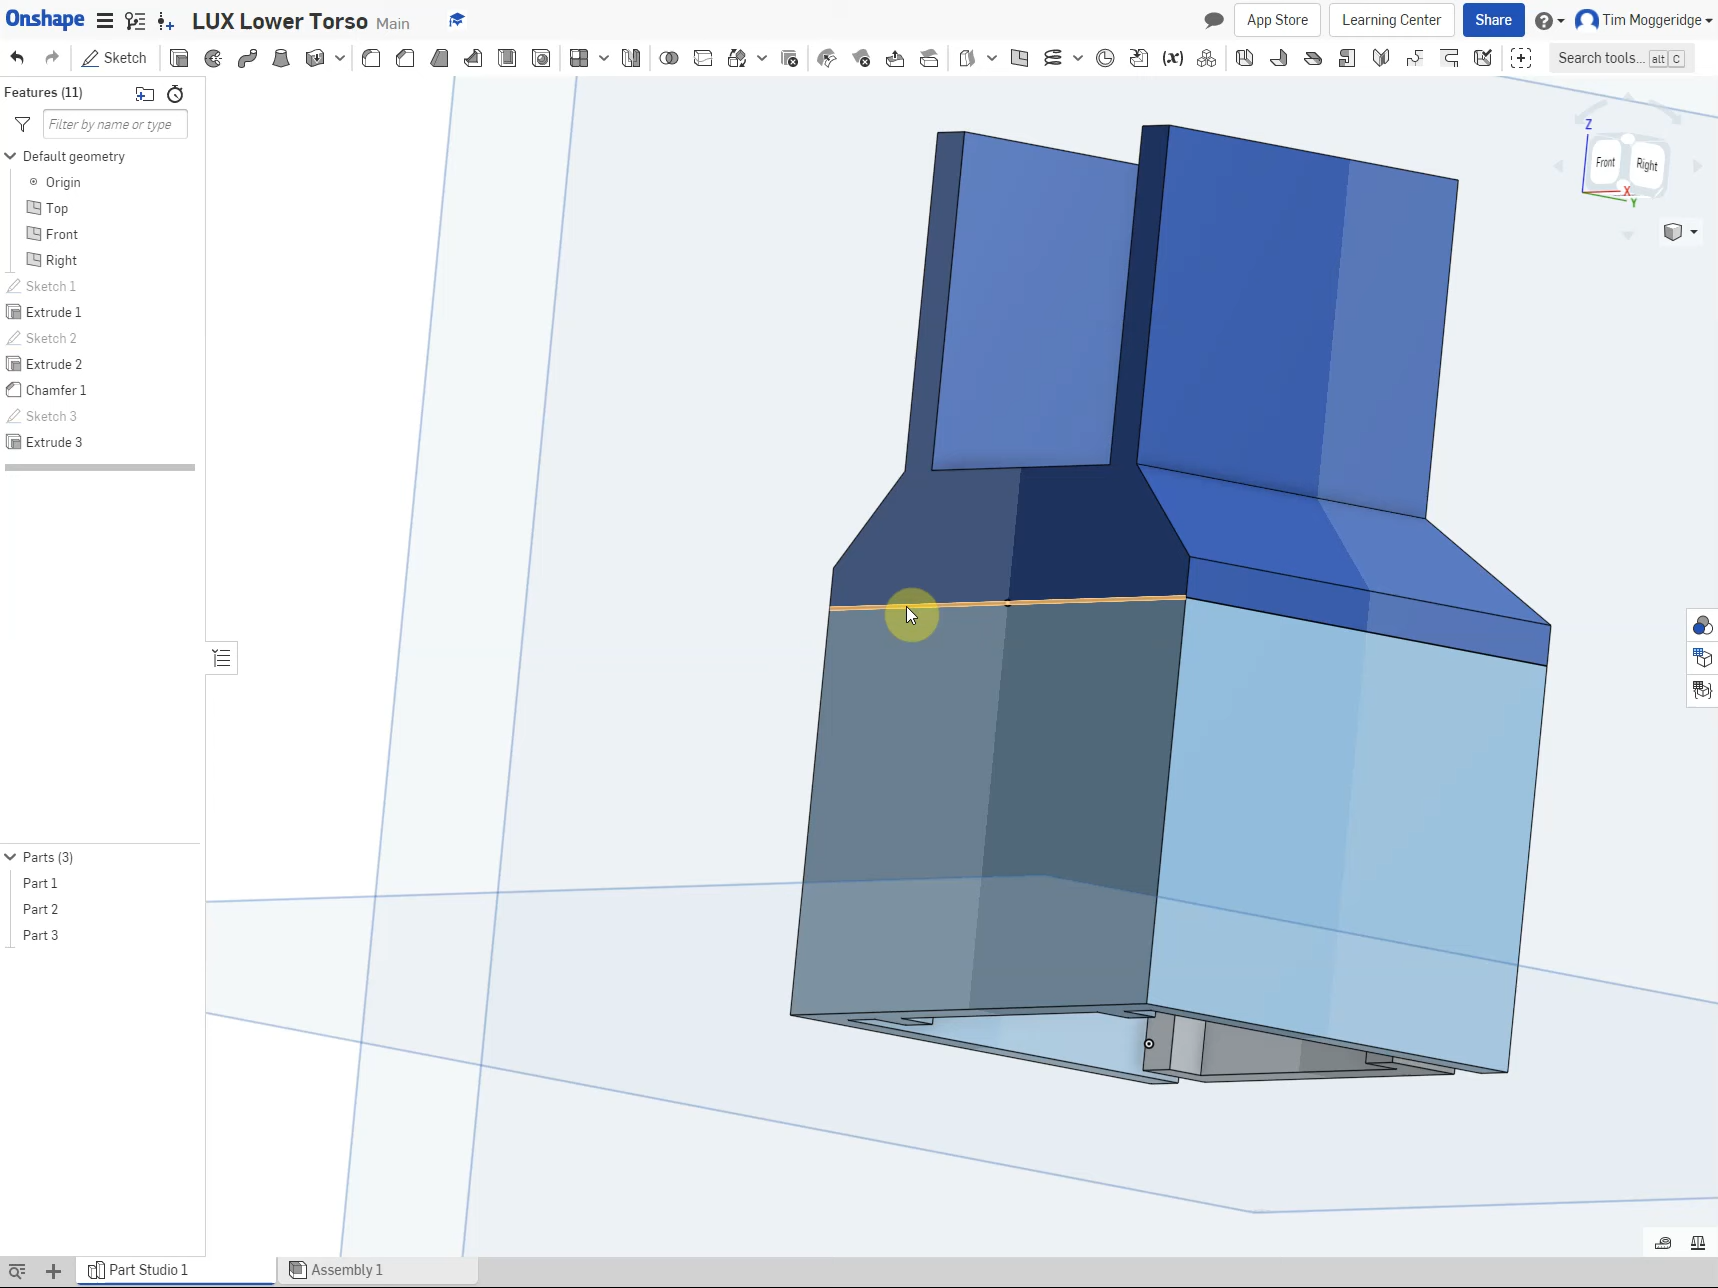 Onshape LUX Lower Torso Main App Store Learning Center Share Tim Moggeridge
Sketch Search tools... alt C
Features (11)
Filter by name or type
Default geometry
Origin
Top
Front
Right
Sketch 1
Extrude 1
Sketch 2
Extrude 2
Chamfer 1
Sketch 3
Extrude 3
Z
Front Right
X
Y
Parts (3)
Part 1
Part 2
Part 3
Part Studio 1 Assembly 1